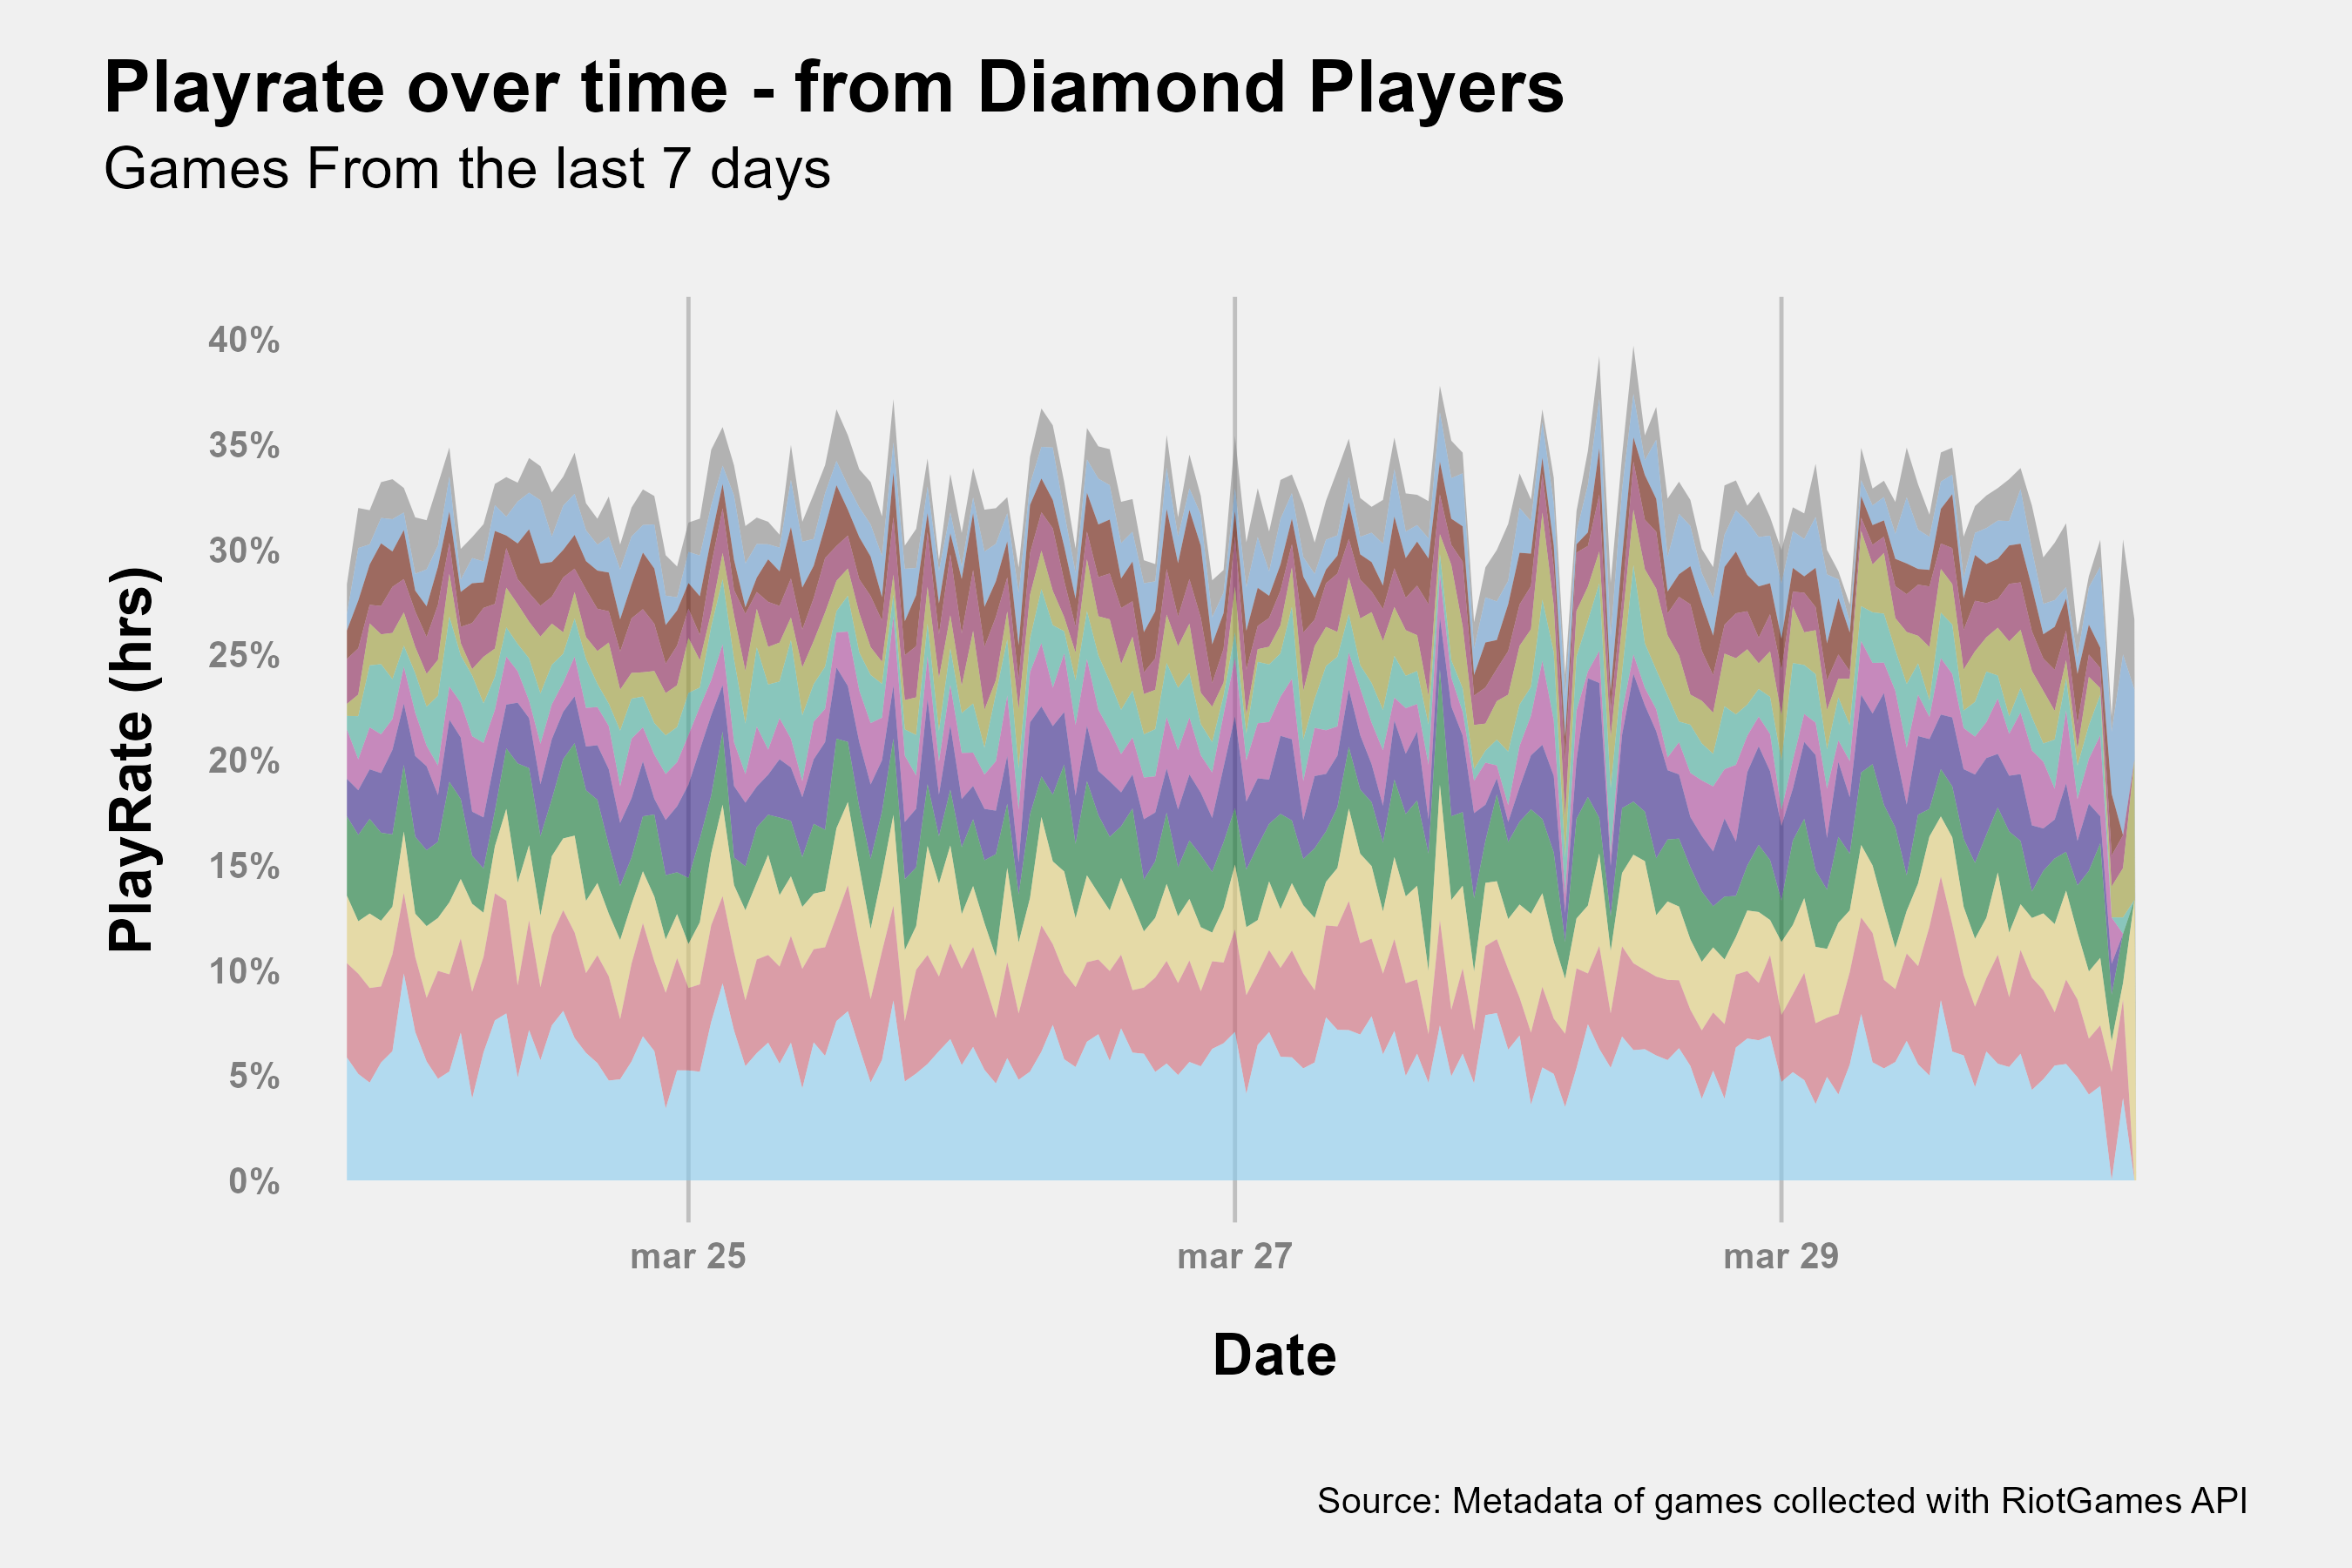 Playrate over time - from Diamond Players
Games From the last 7 days
PlayRate (hrs)
40%
35%
30%
25%
20%
15%
10%
5%
0%
mar 25
mar 27
mar 29
Date
Source: Metadata of games collected with RiotGames API